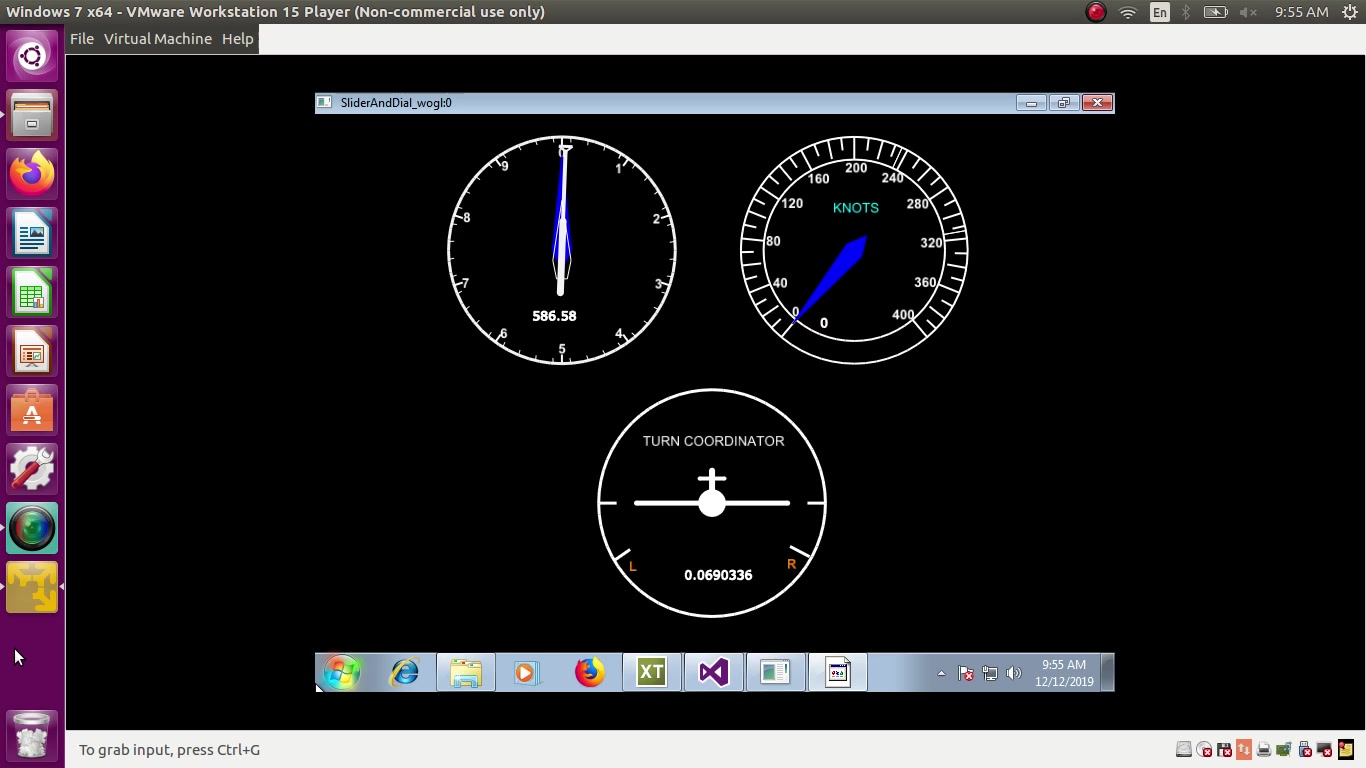 Windows 7 x64 - VMware Workstation 15 Player (Non-commercial use only)
En
9:55 AM
File Virtual Machine Help
SliderAndDial_wogl:0
0
1
2
3
4
5
6
7
8
9
586.58
0
40
80
120
160
200
240
280
320
360
400
KNOTS
0
TURN COORDINATOR
L
R
0.0690336
XT
9:55 AM
12/12/2019
To grab input, press Ctrl+G